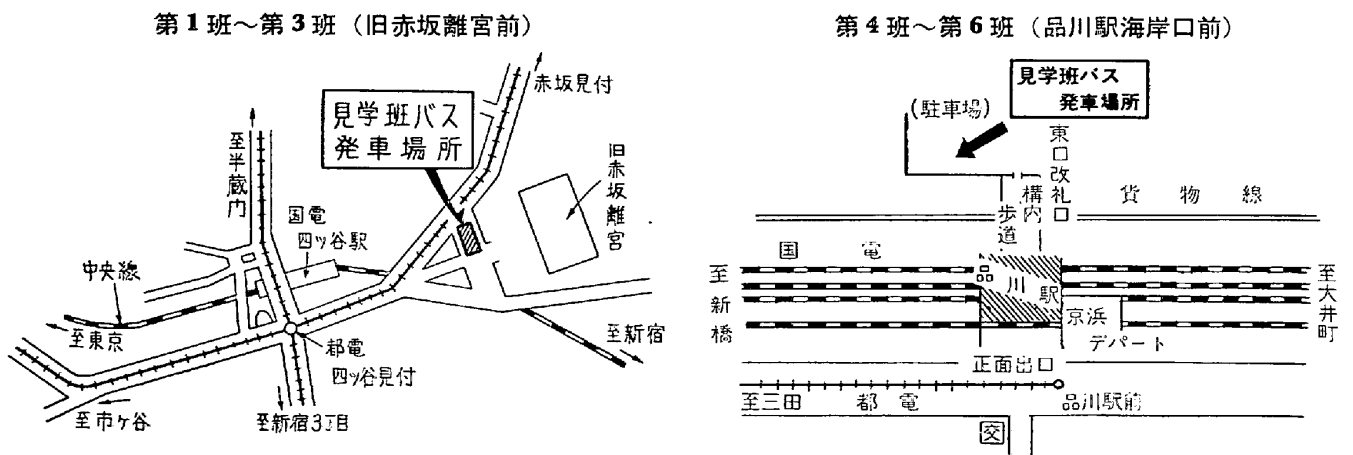 第1班〜第3班（旧赤坂離宮前）
赤坂見付
見学班バス
発車場所
旧赤坂離宮
至半蔵門
国電
四ッ谷駅
中央線
至東京
至新宿
都電
四ッ谷見付
至市ヶ谷
至新宿3丁目
第4班〜第6班（品川駅海岸口前）
見学班バス
発車場所
（駐車場）
東口改札口
構内
歩道
貨物線
国電
至新橋
品川駅
至大井町
京浜
デパート
正面出口
至三田 都電 品川駅前
交